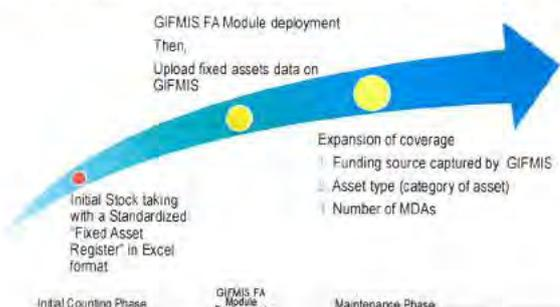 GIFMIS FA Module deployment
Then,
Upload fixed assets data on
GIFMIS
Expansion of coverage
Funding source captured by GIFMIS
Asset type (category of asset)
Number of MDAs
Initial Stock taking
with a Standardized
"Fixed Asset
Register" in Excel
format
Initial Counting Phase
GIFMIS FA
Module
Maintenance Phase